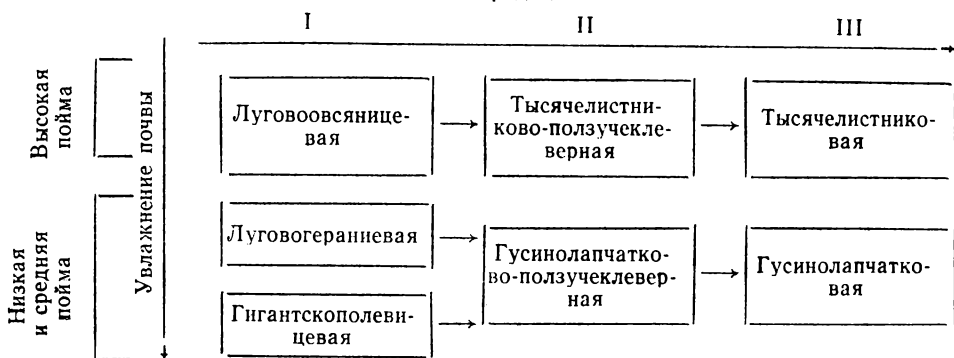 I II III
Высокая
пойма
Низкая
и средняя
пойма
Увлажнение почвы
Луговоовсянице-
вая
Тысячелистни-
ково-ползучекле-
верная
Тысячелистнико-
вая
Луговогераниевая
Гигантскополеви-
цевая
Гусинолапчатко-
во-ползучеклевер-
ная
Гусинолапчатко-
вая